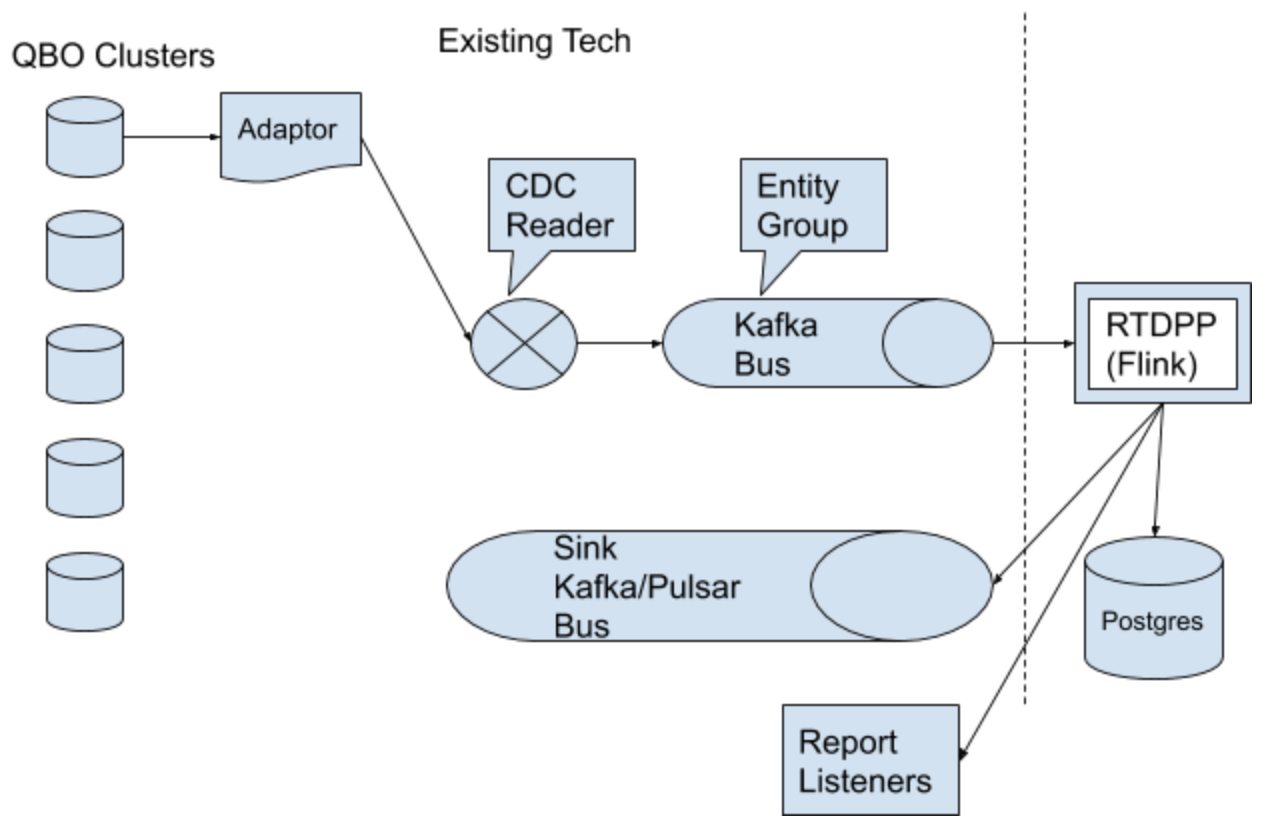 QBO Clusters
Existing Tech
Adaptor
CDC
Reader
Entity
Group
Kafka
Bus
RTDPP
(Flink)
Sink
Kafka/Pulsar
Bus
Postgres
Report
Listeners